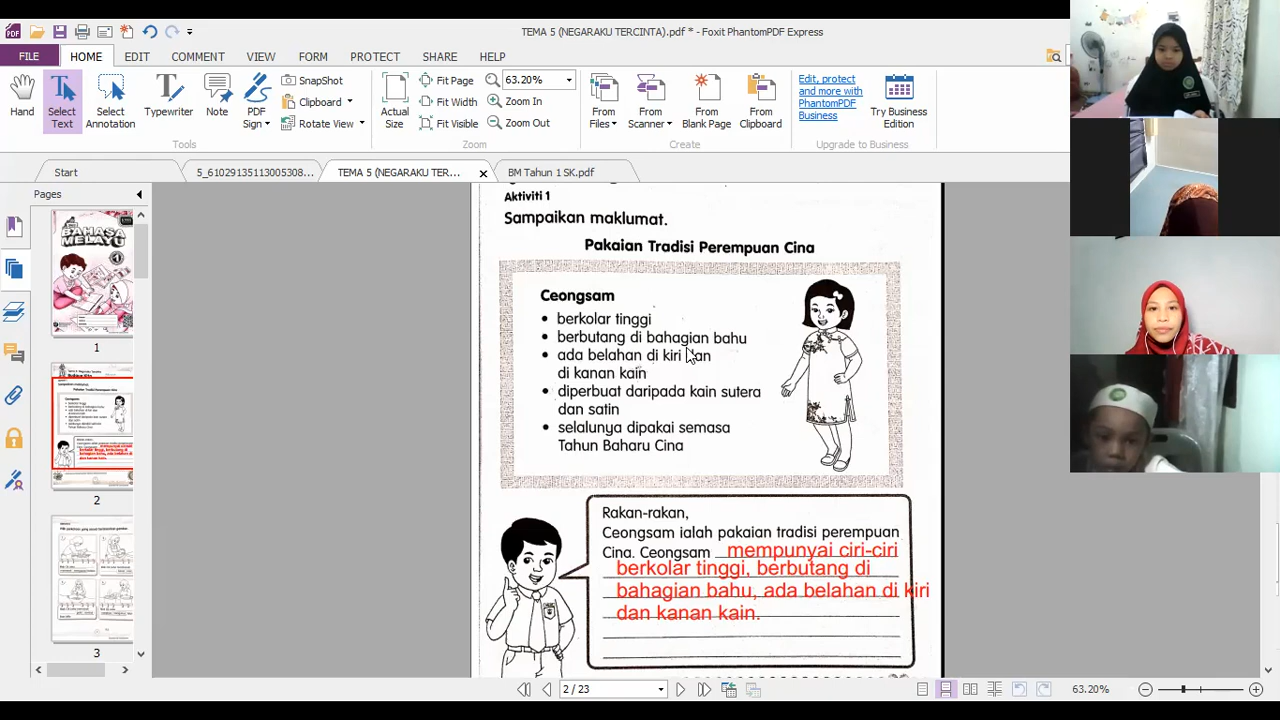 TEMA 5 (NEGARAKU TERCINTA).pdf * - Foxit PhantomPDF Express
FILE HOME EDIT COMMENT VIEW FORM PROTECT SHARE HELP
Hand
Select Text
Select Annotation
Typewriter
Note
PDF Sign
SnapShot
Clipboard
Rotate View
Tools
Actual Size
Fit Page
Fit Width
Fit Visible
63.20%
Zoom In
Zoom Out
Zoom
From Files
From Scanner
From Blank Page
From Clipboard
Create
Edit, protect
and more with
PhantomPDF
Business
Try Business Edition
Upgrade to Business
Start
5_61029135113005308...
TEMA 5 (NEGARAKU TER...
BM Tahun 1 SK.pdf
Pages
BAHASA
MELAYU
1
2
3
Aktiviti 1
Sampaikan maklumat.
Pakaian Tradisi Perempuan Cina
Ceongsam
• berkolar tinggi
• berbutang di bahagian bahu
• ada belahan di kiri dan
di kanan kain
• diperbuat daripada kain sutera
dan satin
• selalunya dipakai semasa
Tahun Baharu Cina
Rakan-rakan,
Ceongsam ialah pakaian tradisi perempuan
Cina. Ceongsam mempunyai ciri-ciri
berkolar tinggi, berbutang di
bahagian bahu, ada belahan di kiri
dan kanan kain.
2 / 23
63.20%